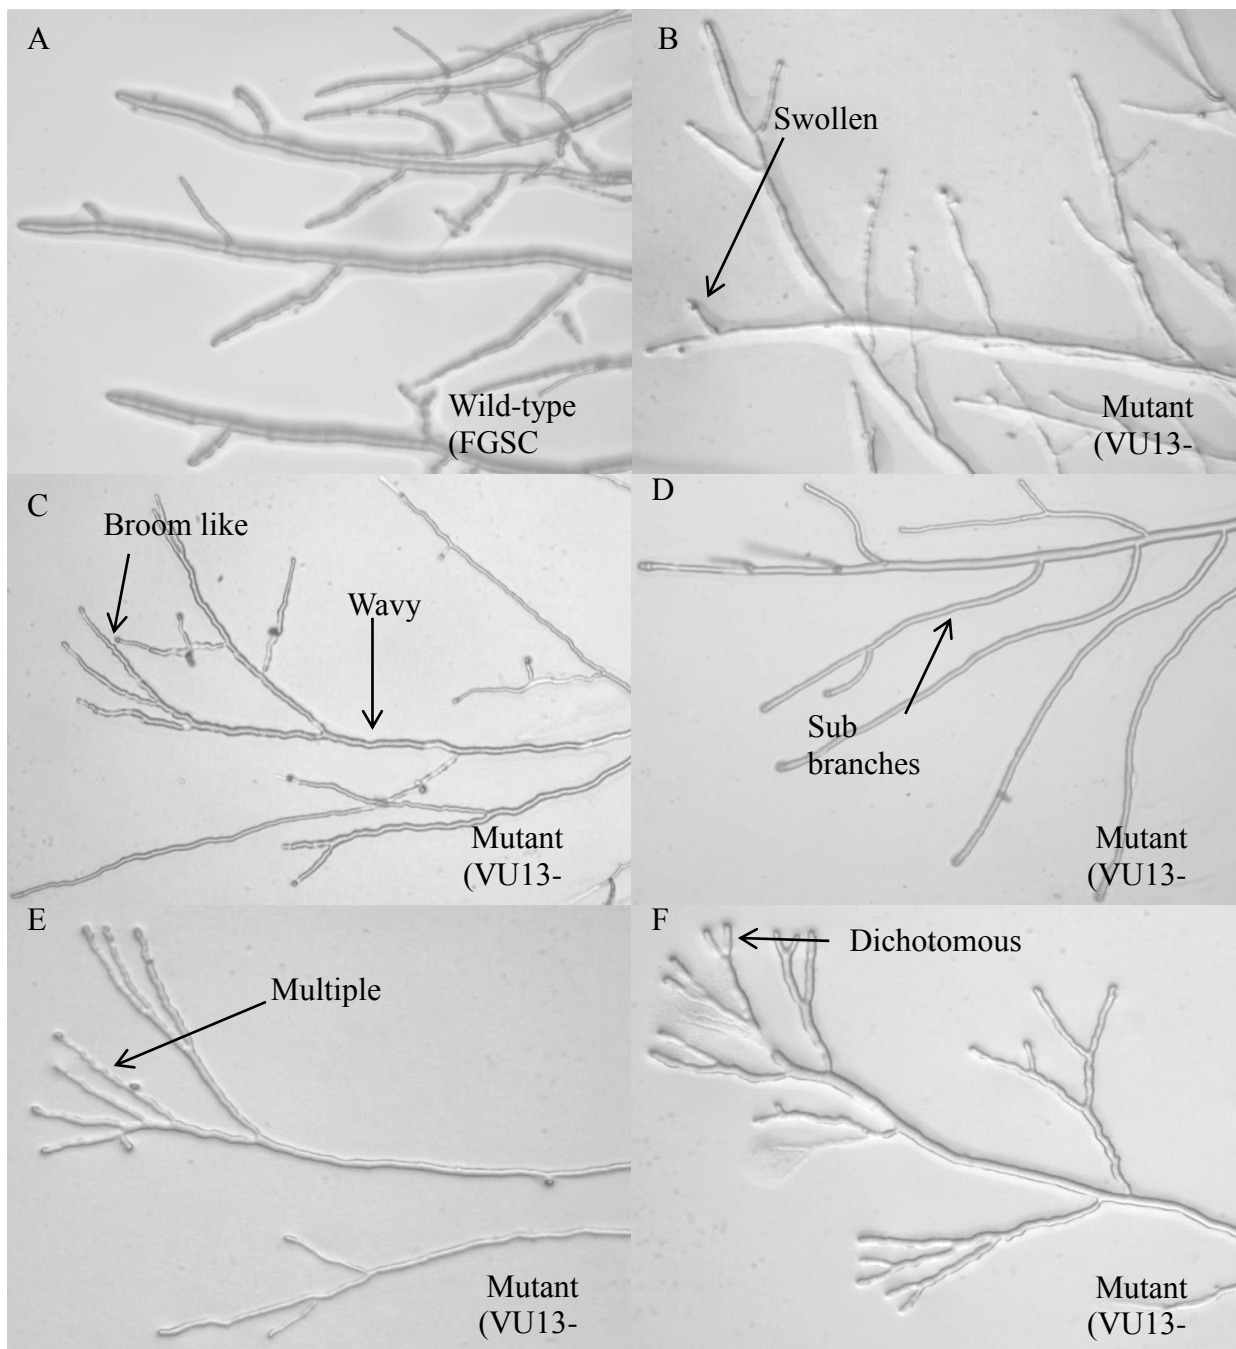 A
Wild-type
(FGSC
B
Swollen
Mutant
(VU13-
C
Broom like
Wavy
Mutant
(VU13-
D
Sub
branches
Mutant
(VU13-
E
Multiple
Mutant
(VU13-
F
Dichotomous
Mutant
(VU13-